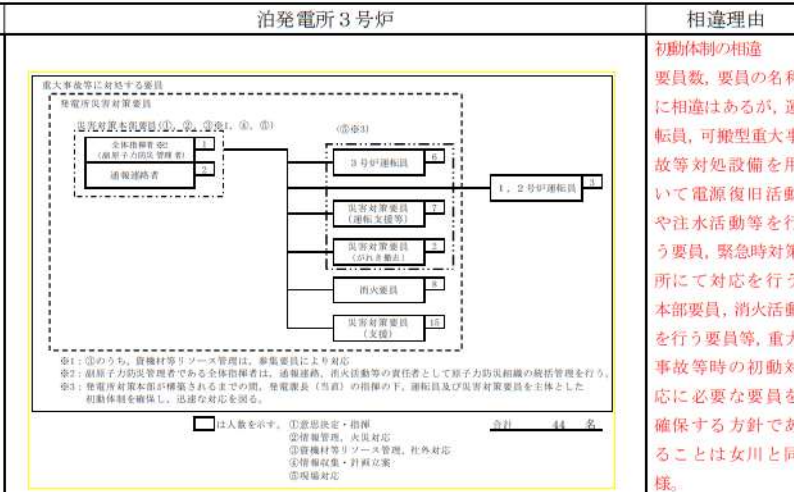 泊発電所３号炉
相違理由
重大事故等に対処する要員
発電所災害対策要員
災害対策本部要員(①, ②, ③※1, ④, ⑤)
全体指揮者※2
(副原子力防災管理者)
1
通報連絡者
2
(⑤※3)
３号炉運転員
6
災害対策要員
(運転支援等)
7
災害対策要員
(がれき撤去)
消火要員
8
災害対策要員
(支援)
15
１，２号炉運転員
3
※1：③のうち、資機材等リソース管理は、参集要員により対応
※2：副原子力防災管理者である全体指揮者は、通報連絡、消火活動等の責任者として原子力防災組織の統括管理を行う。
※3：発電所対策本部が構築されるまでの間、発電課長（当直）の指揮の下、運転員及び災害対策要員を主体とした
初動体制を確保し、迅速な対応を図る。
は人数を示す。
①意思決定・指揮
②情報管理、火災対応
③資機材等リソース管理、社外対応
④情報収集・計画立案
⑤現場対応
合計 44 名
初動体制の相違
要員数，要員の名称
に相違はあるが，運
転員，可搬型重大事
故等対処設備を用
いて電源復旧活動
や注水活動等を行
う要員，緊急時対策
所にて対応を行う
本部要員，消火活動
を行う要員等，重大
事故等時の初動対
応に必要な要員を
確保する方針であ
ることは女川と同
様。